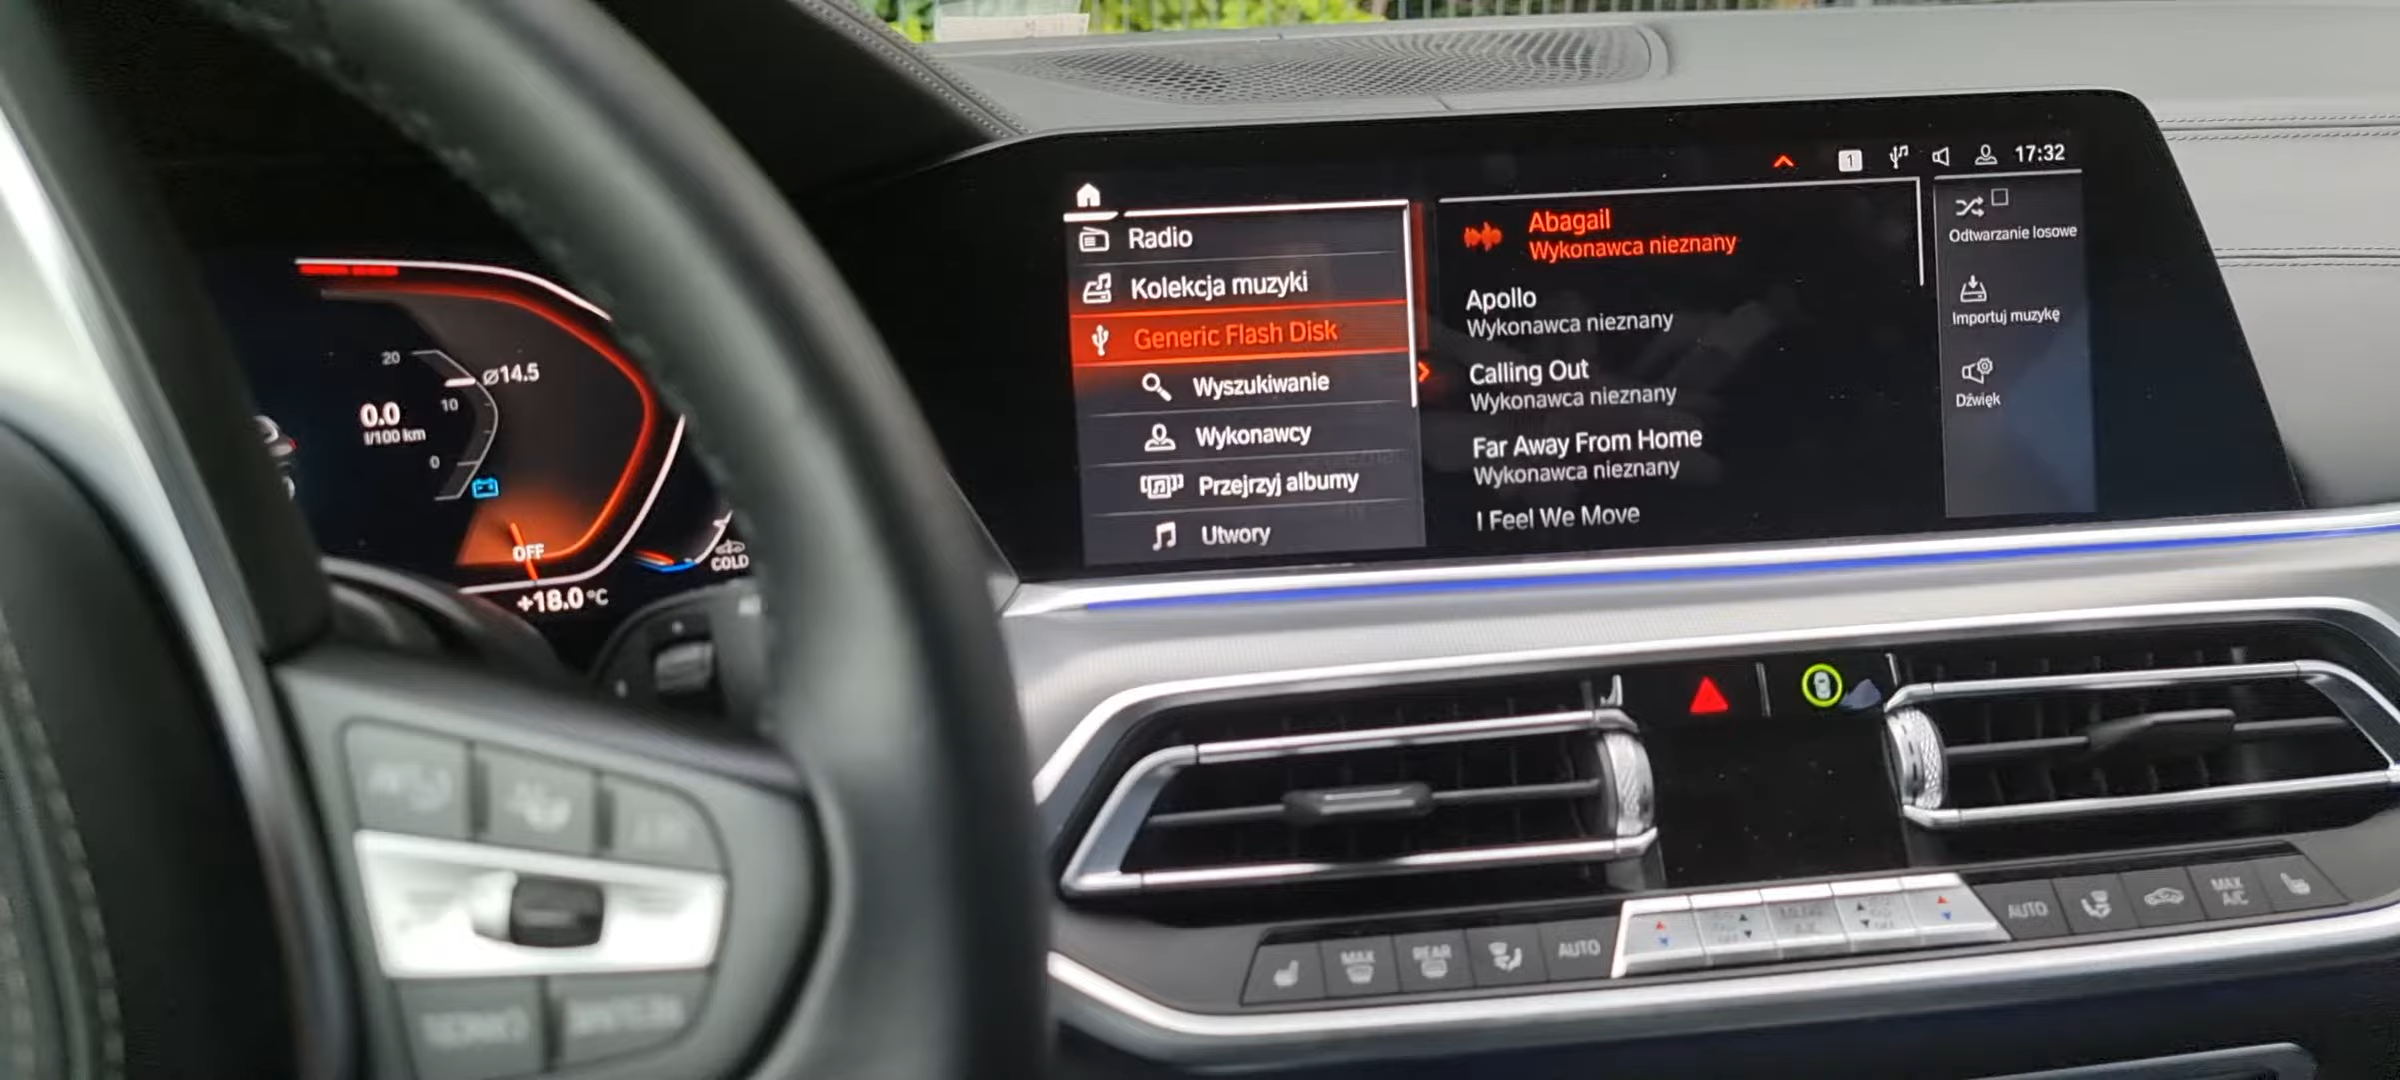 20
⌀14.5
10
0.0
l/100 km
0
OFF
COLD
+18.0 °C
1
17:32
Radio
Kolekcja muzyki
Generic Flash Disk
Wyszukiwanie
Wykonawcy
Przejrzyj albumy
Utwory
Abagail
Wykonawca nieznany
Apollo
Wykonawca nieznany
Calling Out
Wykonawca nieznany
Far Away From Home
Wykonawca nieznany
I Feel We Move
Odtwarzanie losowe
Importuj muzykę
Dźwięk
MAX
REAR
AUTO
AUTO
MAX
A/C